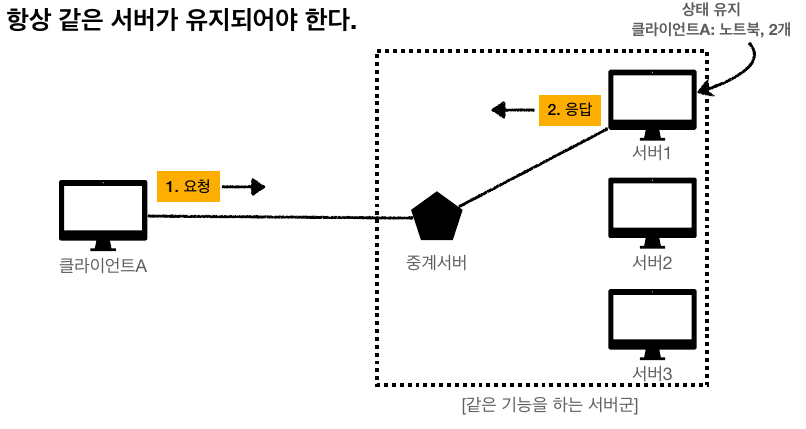 항상 같은 서버가 유지되어야 한다.
상태 유지
클라이언트A: 노트북, 2개
2. 응답
서버1
1. 요청
클라이언트A
중계서버
서버2
서버3
[같은 기능을 하는 서버군]